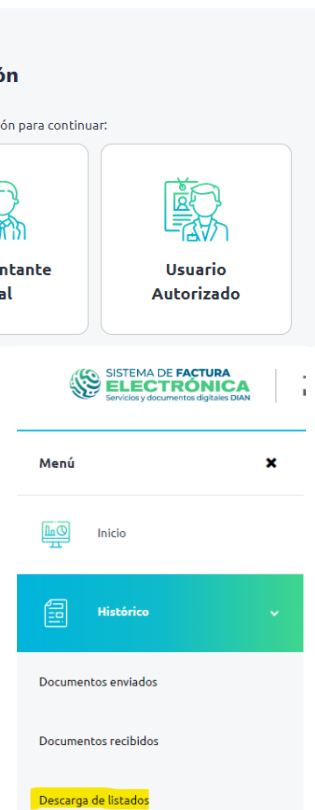 ón
ón para continuar:
ntante
al
Usuario
Autorizado
SISTEMA DE FACTURA
ELECTRÓNICA
Servicios y documentos digitales DIAN
Menú
Inicio
Histórico
Documentos enviados
Documentos recibidos
Descarga de listados